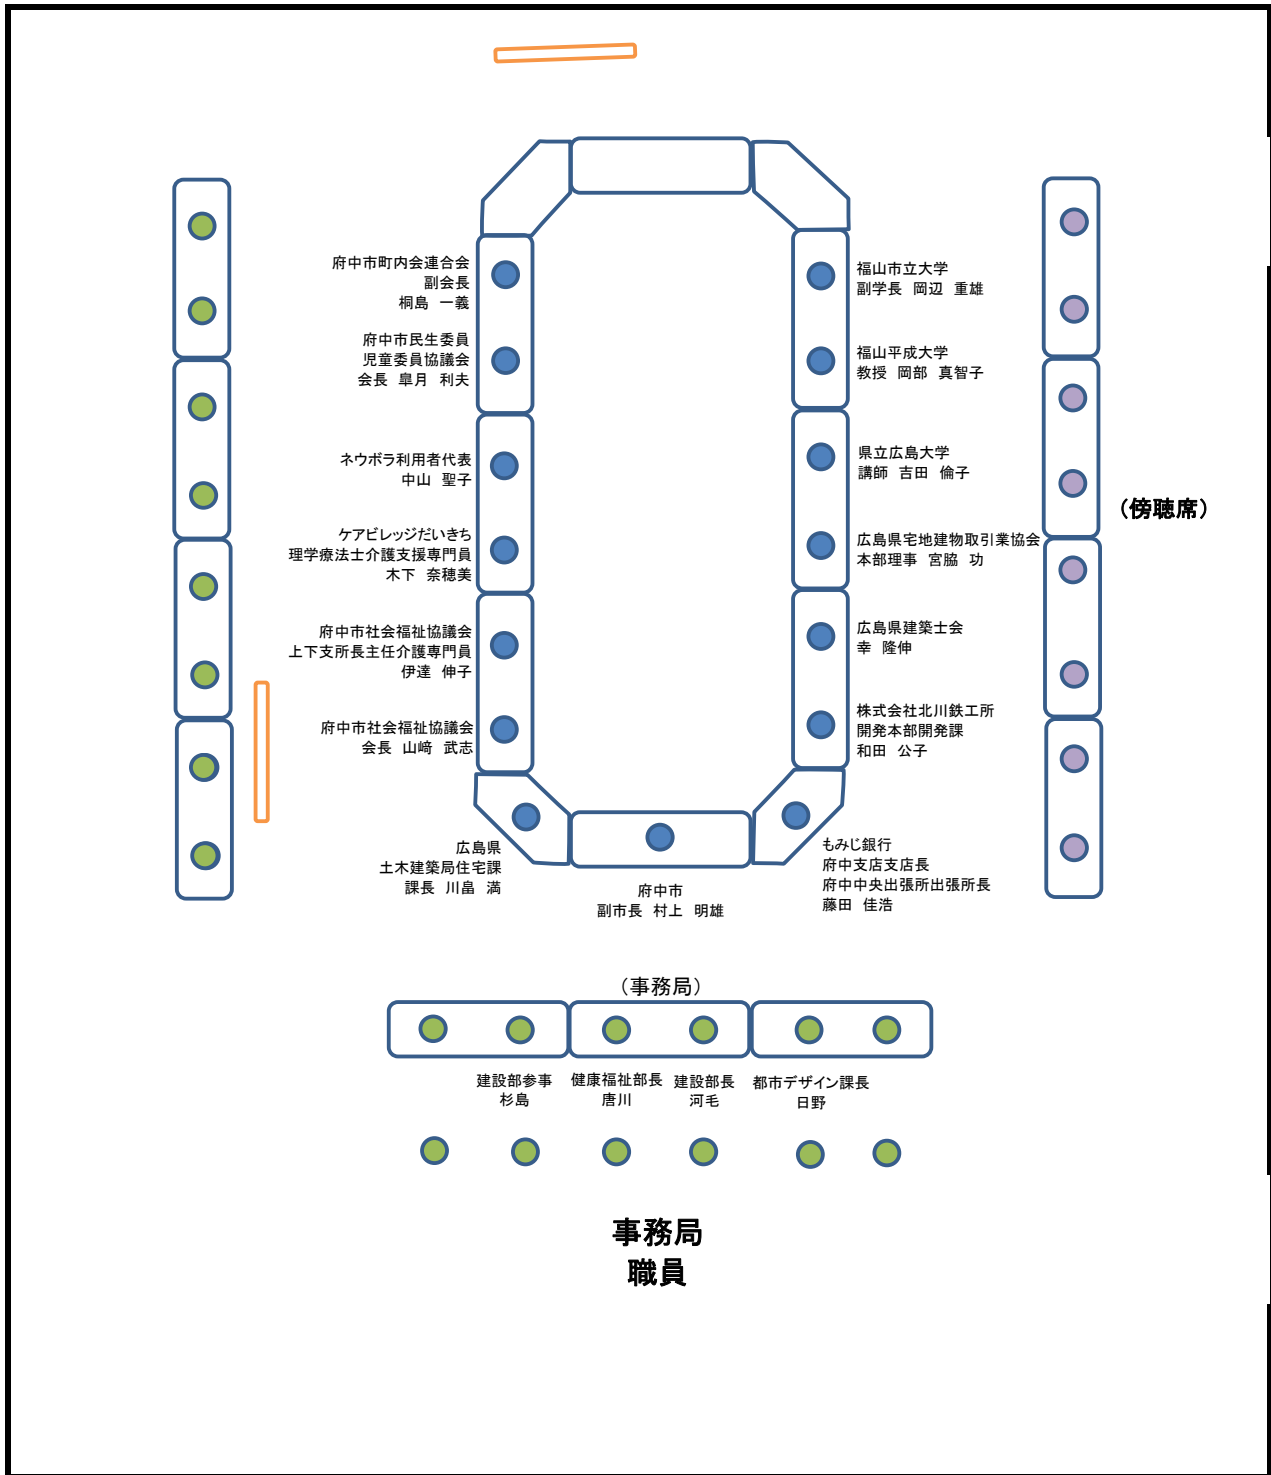 府中市町内会連合会
副会長
桐島 一義
府中市民生委員
児童委員協議会
会長 皐月 利夫
ネウボラ利用者代表
中山 聖子
ケアビレッジだいきち
理学療法士介護支援専門員
木下 奈穂美
府中市社会福祉協議会
上下支所長主任介護専門員
伊達 伸子
府中市社会福祉協議会
会長 山﨑 武志
広島県
土木建築局住宅課
課長 川畠 満
府中市
副市長 村上 明雄
福山市立大学
副学長 岡辺 重雄
福山平成大学
教授 岡部 真智子
県立広島大学
講師 吉田 倫子
広島県宅地建物取引業協会
本部理事 宮脇 功
広島県建築士会
幸 隆伸
株式会社北川鉄工所
開発本部開発課
和田 公子
もみじ銀行
府中支店支店長
府中中央出張所出張所長
藤田 佳浩
（傍聴席）
（事務局）
建設部参事
杉島
健康福祉部長
唐川
建設部長
河毛
都市デザイン課長
日野
事務局
職員